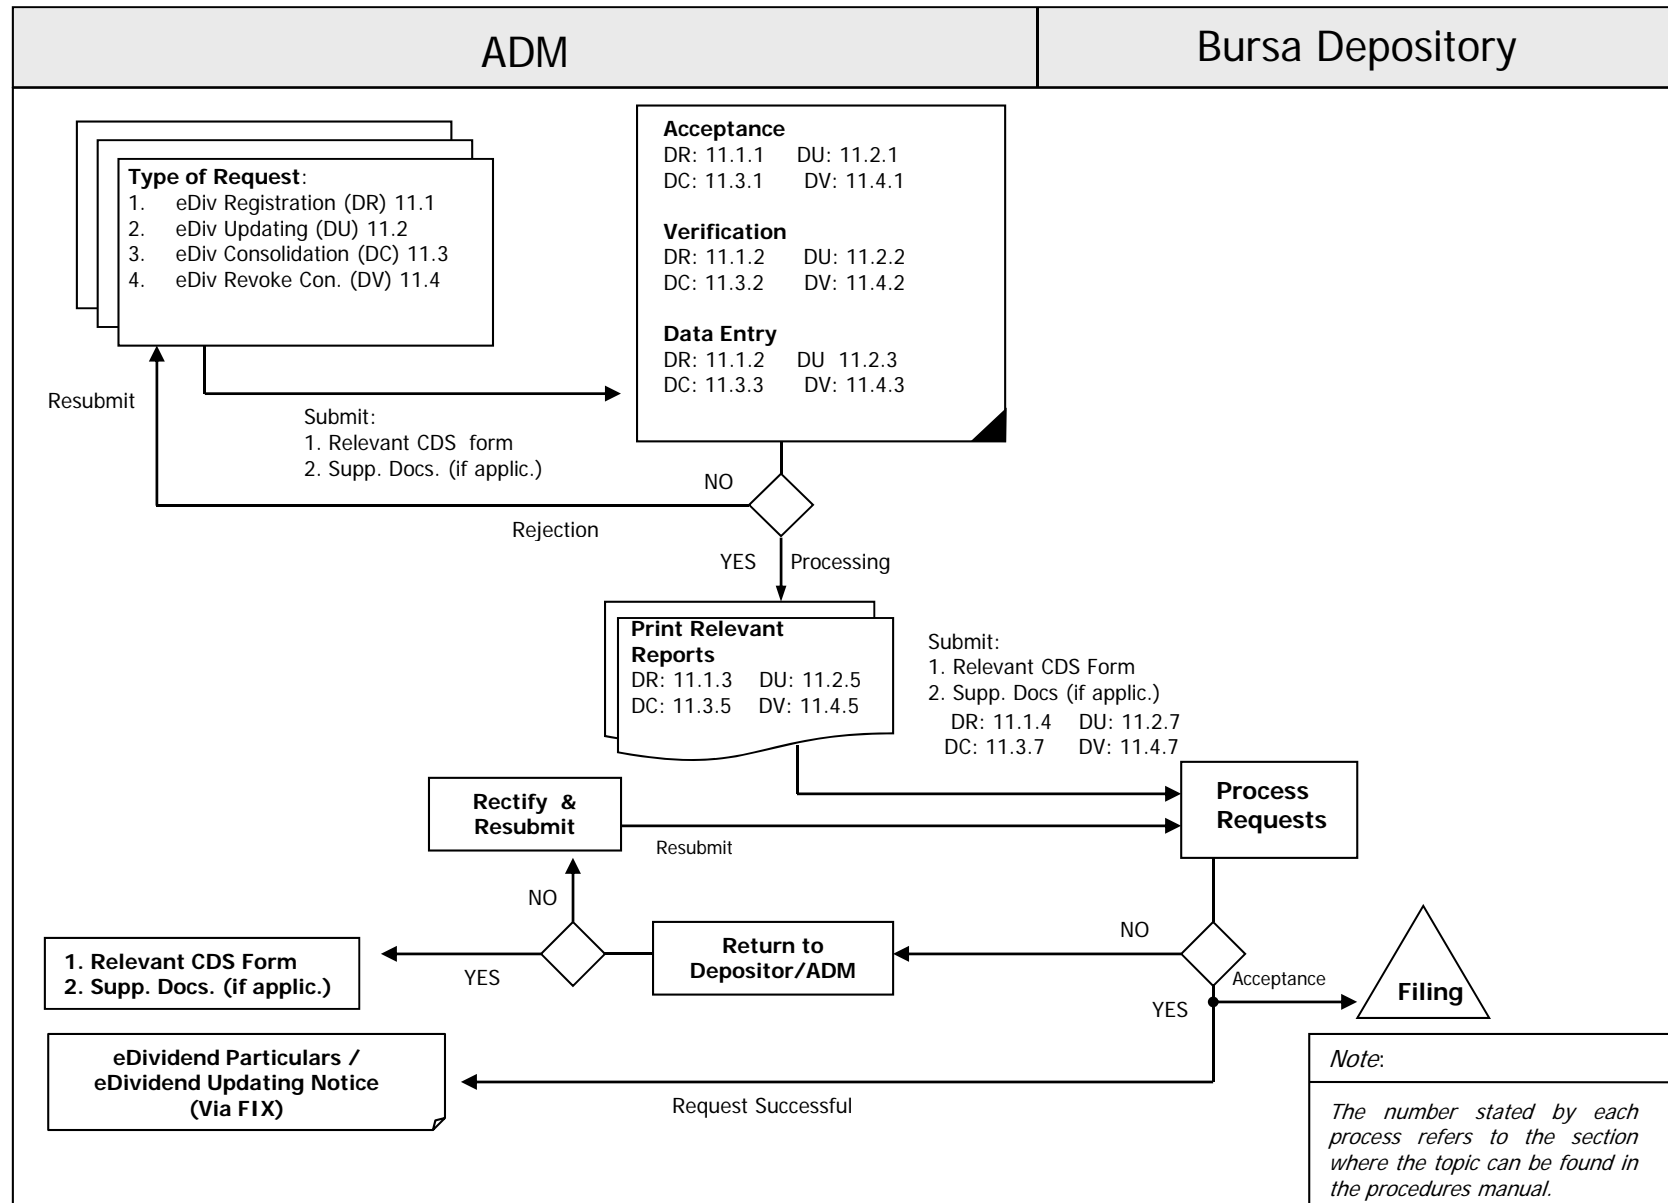 ADM
Bursa Depository
Type of Request:
1. eDiv Registration (DR) 11.1
2. eDiv Updating (DU) 11.2
3. eDiv Consolidation (DC) 11.3
4. eDiv Revoke Con. (DV) 11.4
Acceptance
DR: 11.1.1 DU: 11.2.1
DC: 11.3.1 DV: 11.4.1
Verification
DR: 11.1.2 DU: 11.2.2
DC: 11.3.2 DV: 11.4.2
Data Entry
DR: 11.1.2 DU 11.2.3
DC: 11.3.3 DV: 11.4.3
Resubmit
Submit:
1. Relevant CDS form
2. Supp. Docs. (if applic.)
NO
Rejection
YES
Processing
Print Relevant
Reports
DR: 11.1.3 DU: 11.2.5
DC: 11.3.5 DV: 11.4.5
Submit:
1. Relevant CDS Form
2. Supp. Docs (if applic.)
DR: 11.1.4 DU: 11.2.7
DC: 11.3.7 DV: 11.4.7
Rectify &
Resubmit
Resubmit
Process
Requests
NO
NO
1. Relevant CDS Form
2. Supp. Docs. (if applic.)
YES
Return to
Depositor/ADM
Acceptance
YES
Filing
eDividend Particulars /
eDividend Updating Notice
(Via FIX)
Request Successful
Note:
The number stated by each
process refers to the section
where the topic can be found in
the procedures manual.